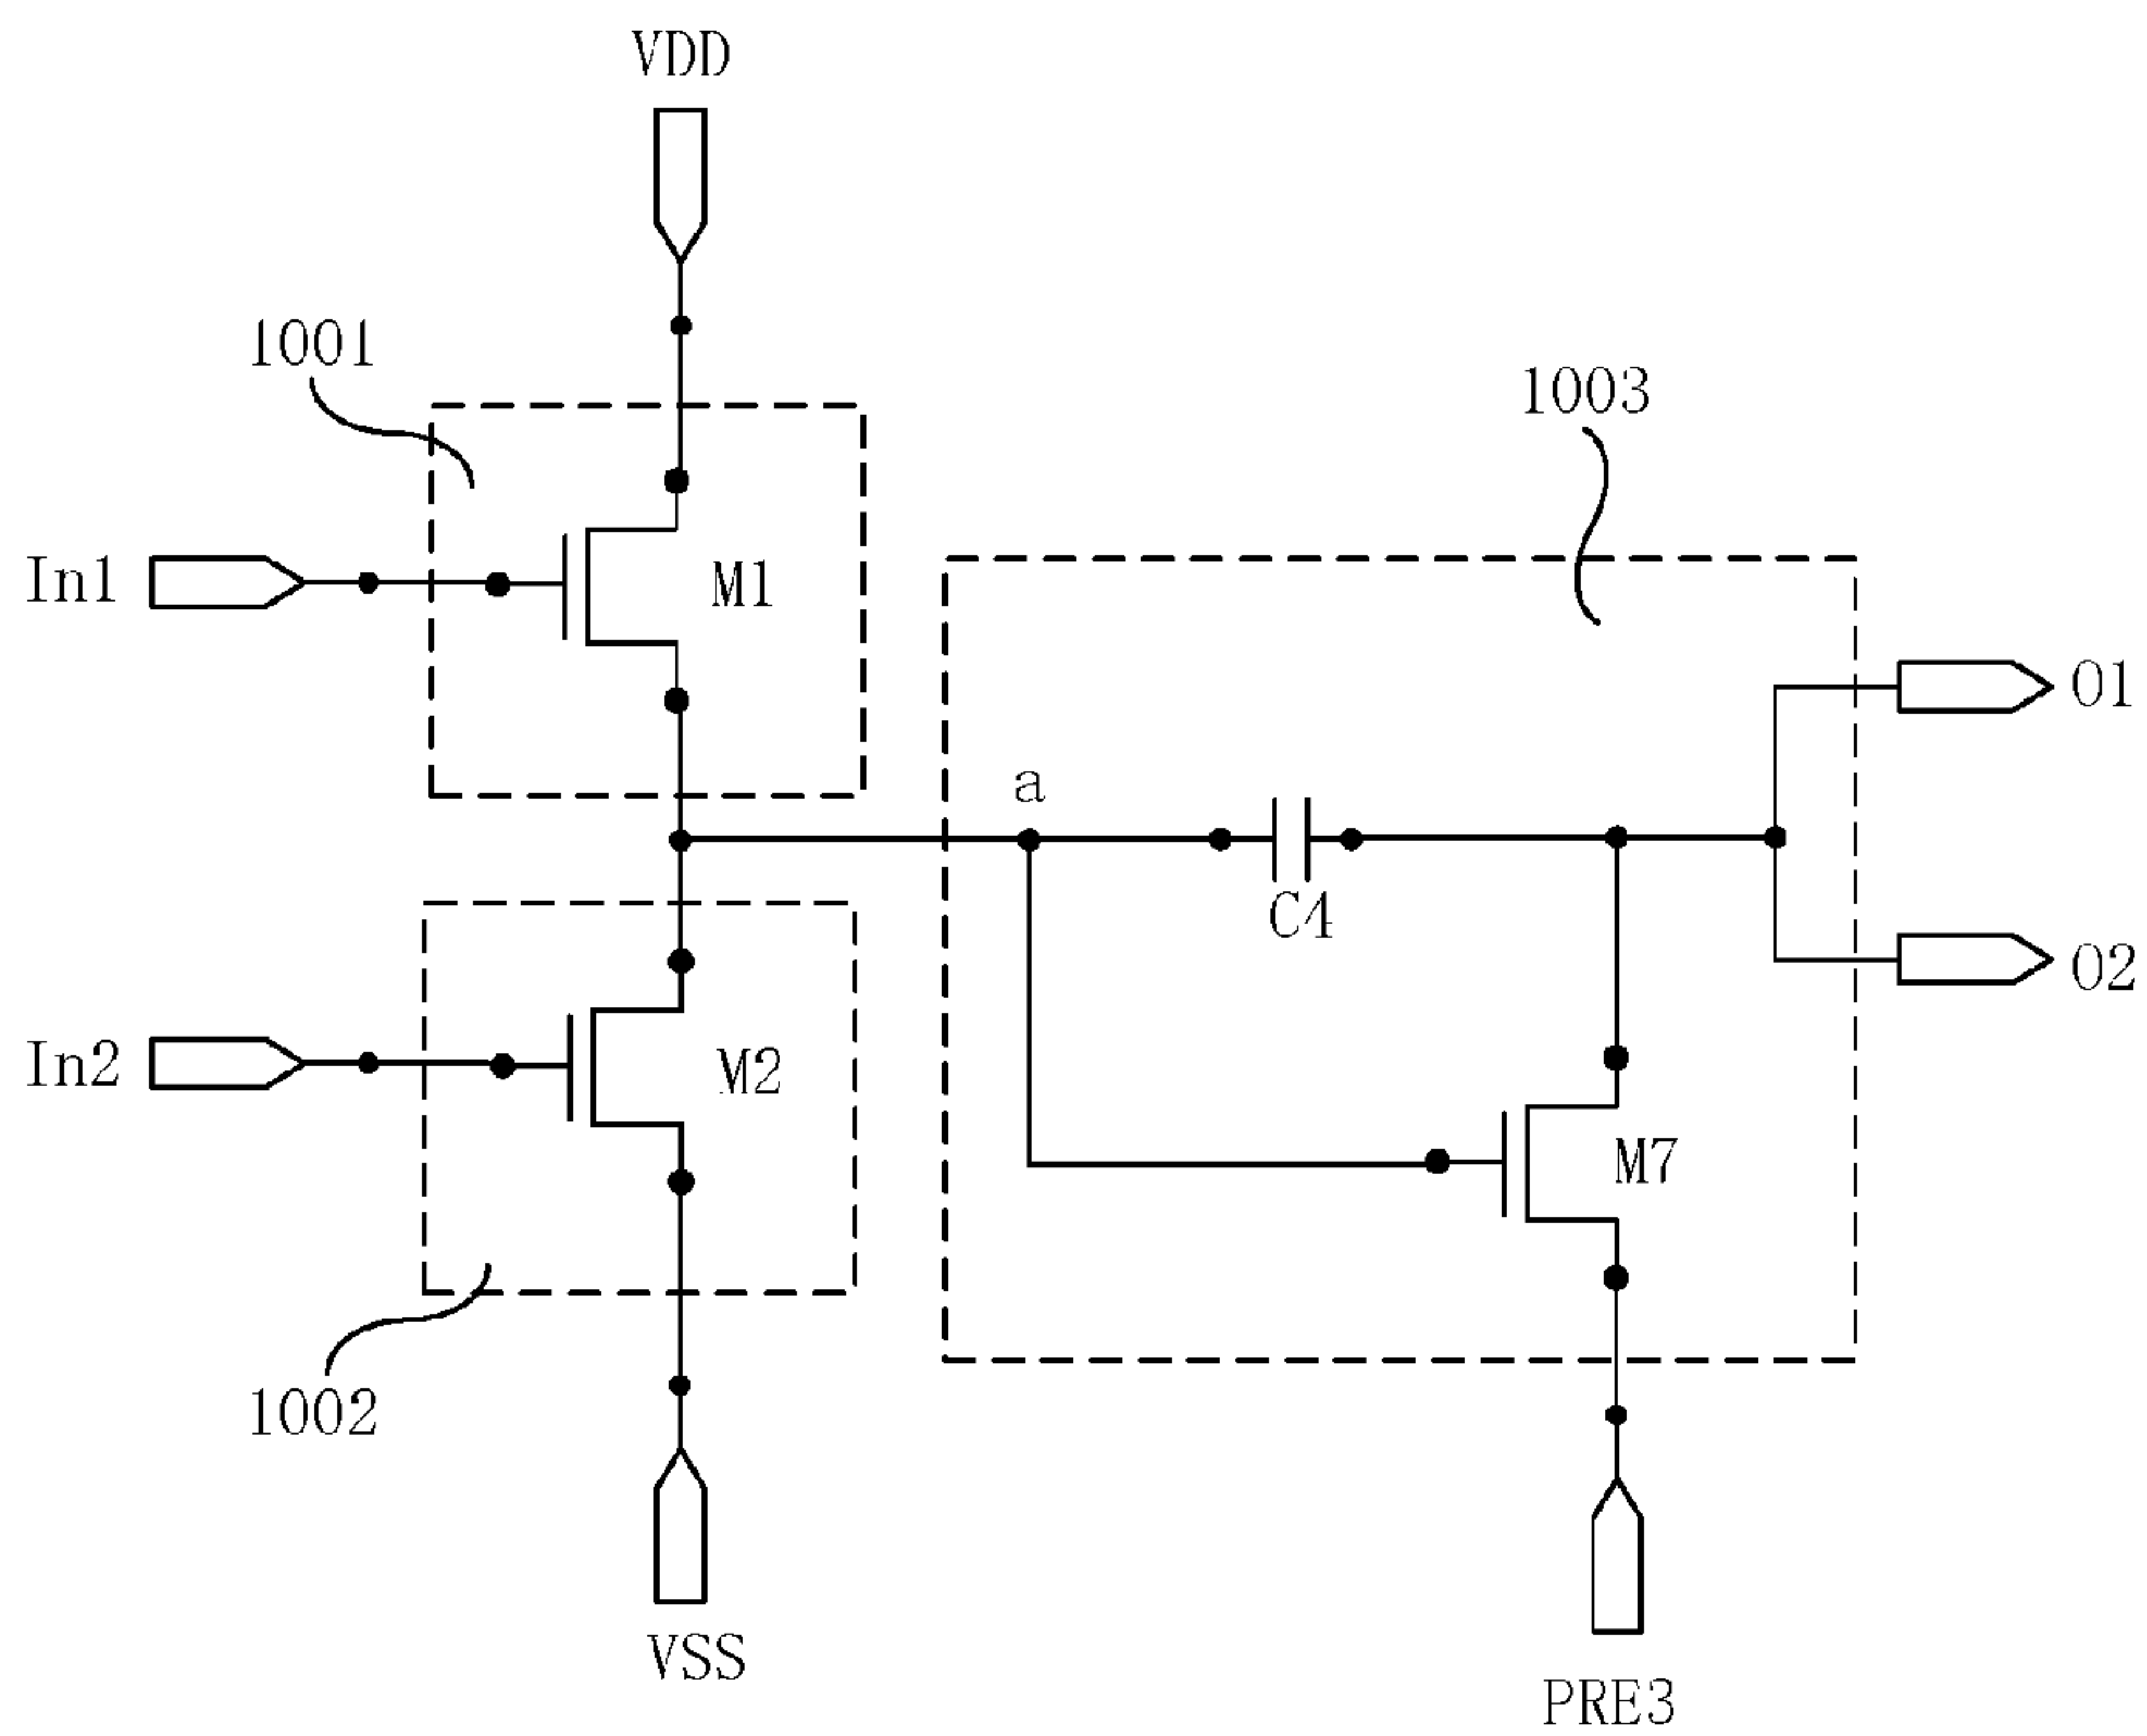 VDD
1001
1003
In1
M1
O1
a
C4
O2
In2
M2
M7
1002
VSS
PRE3